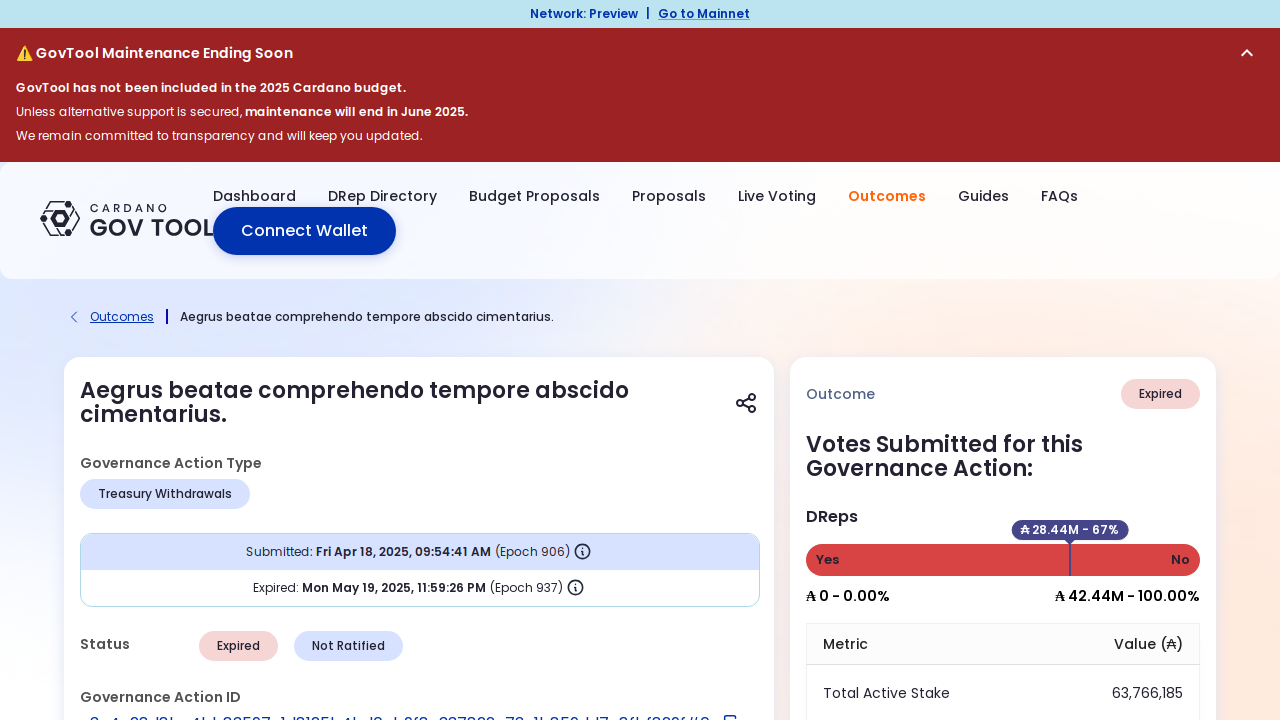 Network: Preview | Go to Mainnet
⚠️ GovTool Maintenance Ending Soon
GovTool has not been included in the 2025 Cardano budget.
Unless alternative support is secured, maintenance will end in June 2025.
We remain committed to transparency and will keep you updated.
CARDANO
GOV TOOL
Dashboard DRep Directory Budget Proposals Proposals Live Voting Outcomes Guides FAQs
Connect Wallet
Outcomes | Aegrus beatae comprehendo tempore abscido cimentarius.
Aegrus beatae comprehendo tempore abscido
cimentarius.
Governance Action Type
Treasury Withdrawals
Submitted: Fri Apr 18, 2025, 09:54:41 AM (Epoch 906)
Expired: Mon May 19, 2025, 11:59:26 PM (Epoch 937)
Status Expired Not Ratified
Governance Action ID
Outcome Expired
Votes Submitted for this
Governance Action:
DReps
₳ 28.44M - 67%
Yes No
₳ 0 - 0.00% ₳ 42.44M - 100.00%
Metric Value (₳)
Total Active Stake 63,766,185